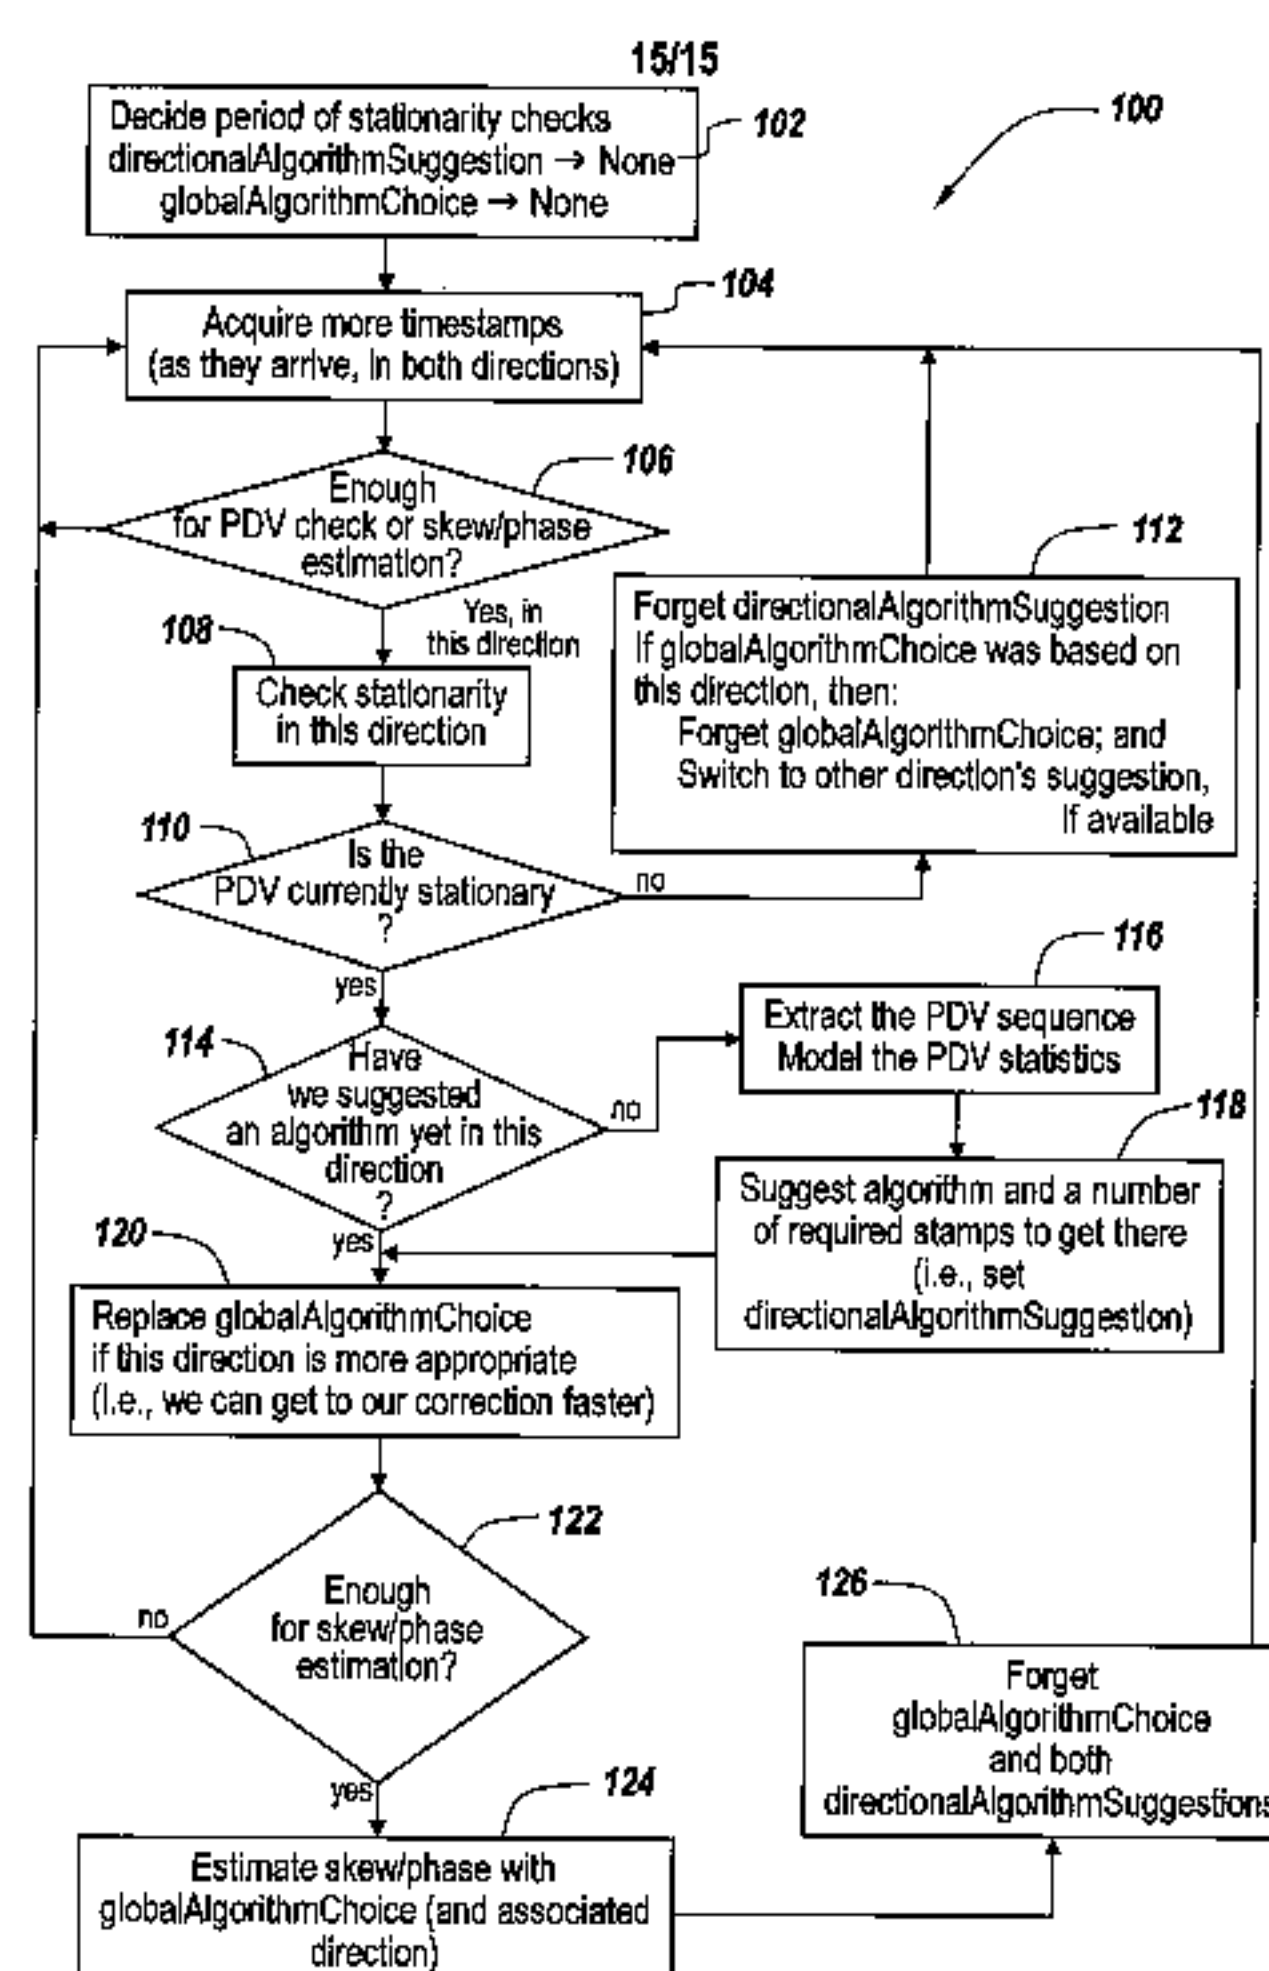 15/15
Decide period of stationarity checks
directionalAlgorithmSuggestion → None
globalAlgorithmChoice → None
102
100
104
Acquire more timestamps
(as they arrive, in both directions)
106
Enough
for PDV check or skew/phase
estimation?
Yes, in
this direction
108
Check stationarity
in this direction
112
Forget directionalAlgorithmSuggestion
If globalAlgorithmChoice was based on
this direction, then:
Forget globalAlgorithmChoice; and
Switch to other direction's suggestion,
If available
110
Is the
PDV currently stationary
?
no
yes
114
Have
we suggested
an algorithm yet in this
direction
?
no
yes
116
Extract the PDV sequence
Model the PDV statistics
118
Suggest algorithm and a number
of required stamps to get there
(i.e., set
directionalAlgorithmSuggestion)
120
Replace globalAlgorithmChoice
if this direction is more appropriate
(i.e., we can get to our correction faster)
122
Enough
for skew/phase
estimation?
no
yes
124
Estimate skew/phase with
globalAlgorithmChoice (and associated
direction)
126
Forget
globalAlgorithmChoice
and both
directionalAlgorithmSuggestions